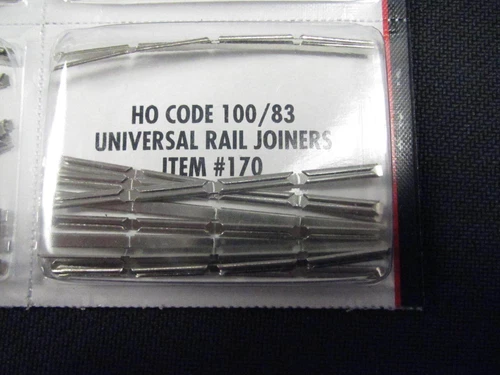 HO CODE 100/83
UNIVERSAL RAIL JOINERS
ITEM #170